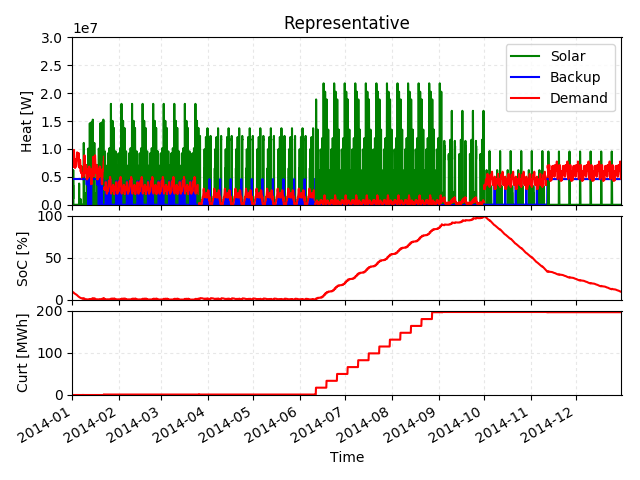 Representative
1e7
3.0
2.5
2.0
1.5
1.0
0.5
0.0
Heat [W]
Solar
Backup
Demand
100
50
0
SoC [%]
200
100
0
Curt [MWh]
2014-01
2014-02
2014-03
2014-04
2014-05
2014-06
2014-07
2014-08
2014-09
2014-10
2014-11
2014-12
Time